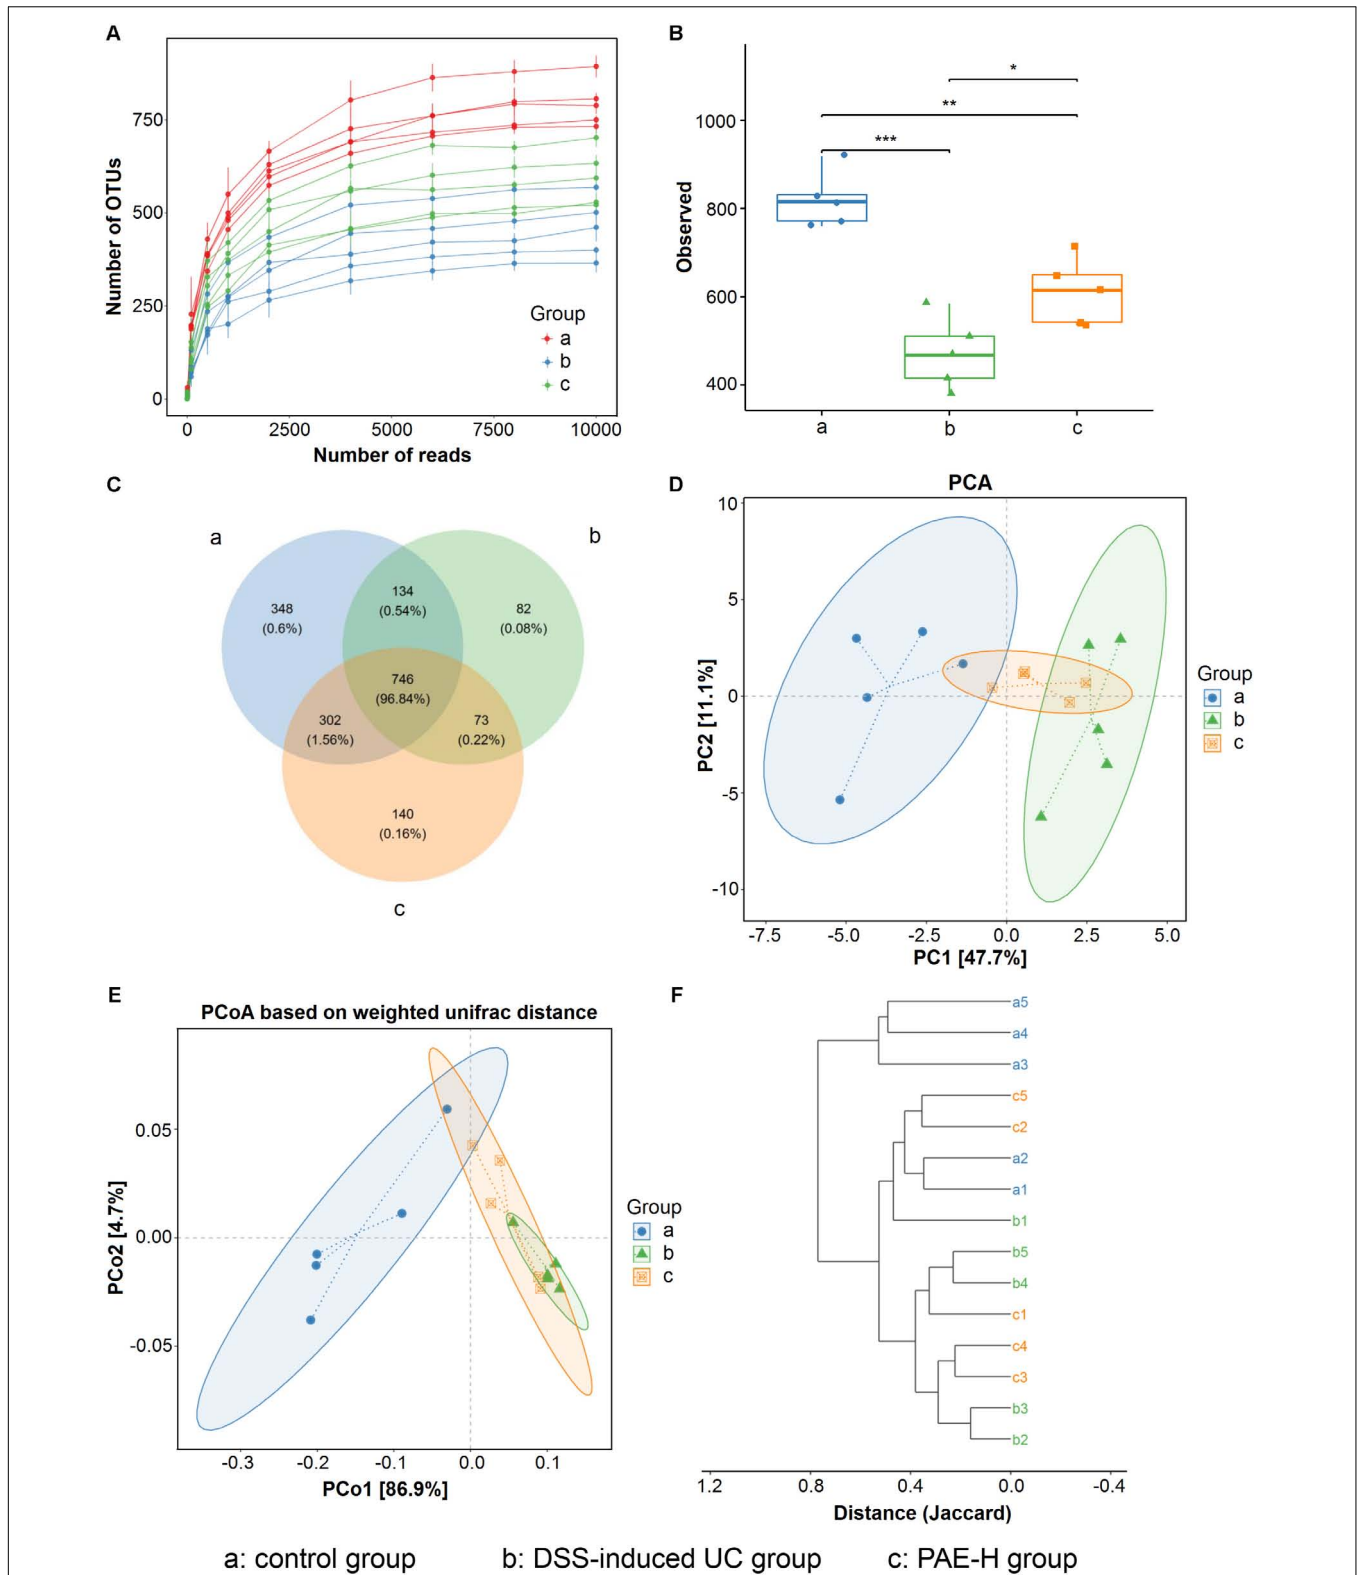 A
Number of OTUs
750
500
250
0
0 2500 5000 7500 10000
Number of reads
Group
a
b
c
B
Observed
1000
800
600
400
*
**
***
a b c
C
a
b
348
(0.6%)
134
(0.54%)
82
(0.08%)
746
(96.84%)
302
(1.56%)
73
(0.22%)
140
(0.16%)
c
D
PCA
PC2 [11.1%]
10
5
0
-5
-10
-7.5 -5.0 -2.5 0.0 2.5 5.0
PC1 [47.7%]
Group
a
b
c
E
PCoA based on weighted unifrac distance
PCo2 [4.7%]
0.05
0.00
-0.05
-0.3 -0.2 -0.1 0.0 0.1
PCo1 [86.9%]
Group
a
b
c
F
a5
a4
a3
c5
c2
a2
a1
b1
b5
b4
c1
c4
c3
b3
b2
1.2 0.8 0.4 0.0 -0.4
Distance (Jaccard)
a: control group b: DSS-induced UC group c: PAE-H group